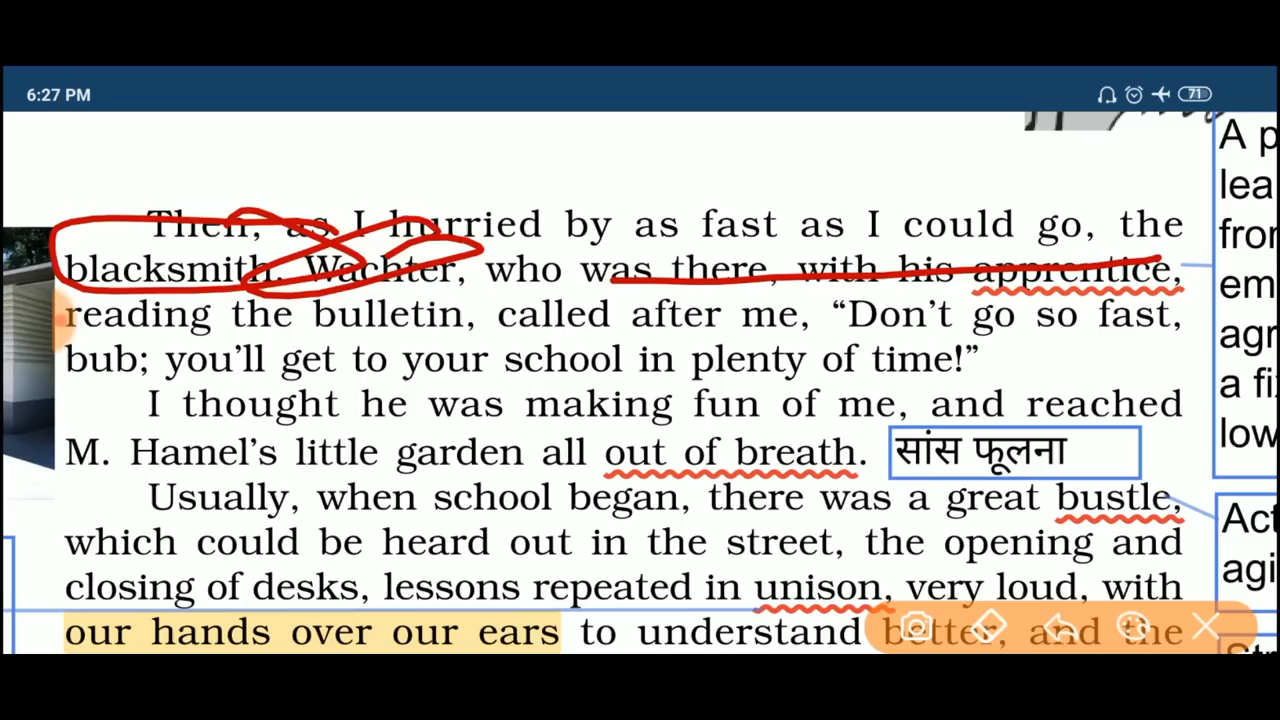 6:27 PM
71
Then, as I hurried by as fast as I could go, the
blacksmith, Wachter, who was there, with his apprentice,
reading the bulletin, called after me, “Don’t go so fast,
bub; you’ll get to your school in plenty of time!”
I thought he was making fun of me, and reached
M. Hamel’s little garden all out of breath. सांस फूलना
Usually, when school began, there was a great bustle,
which could be heard out in the street, the opening and
closing of desks, lessons repeated in unison, very loud, with
our hands over our ears to understand better, and the
A p
lea
from
em
agr
a fi
low
Act
agi